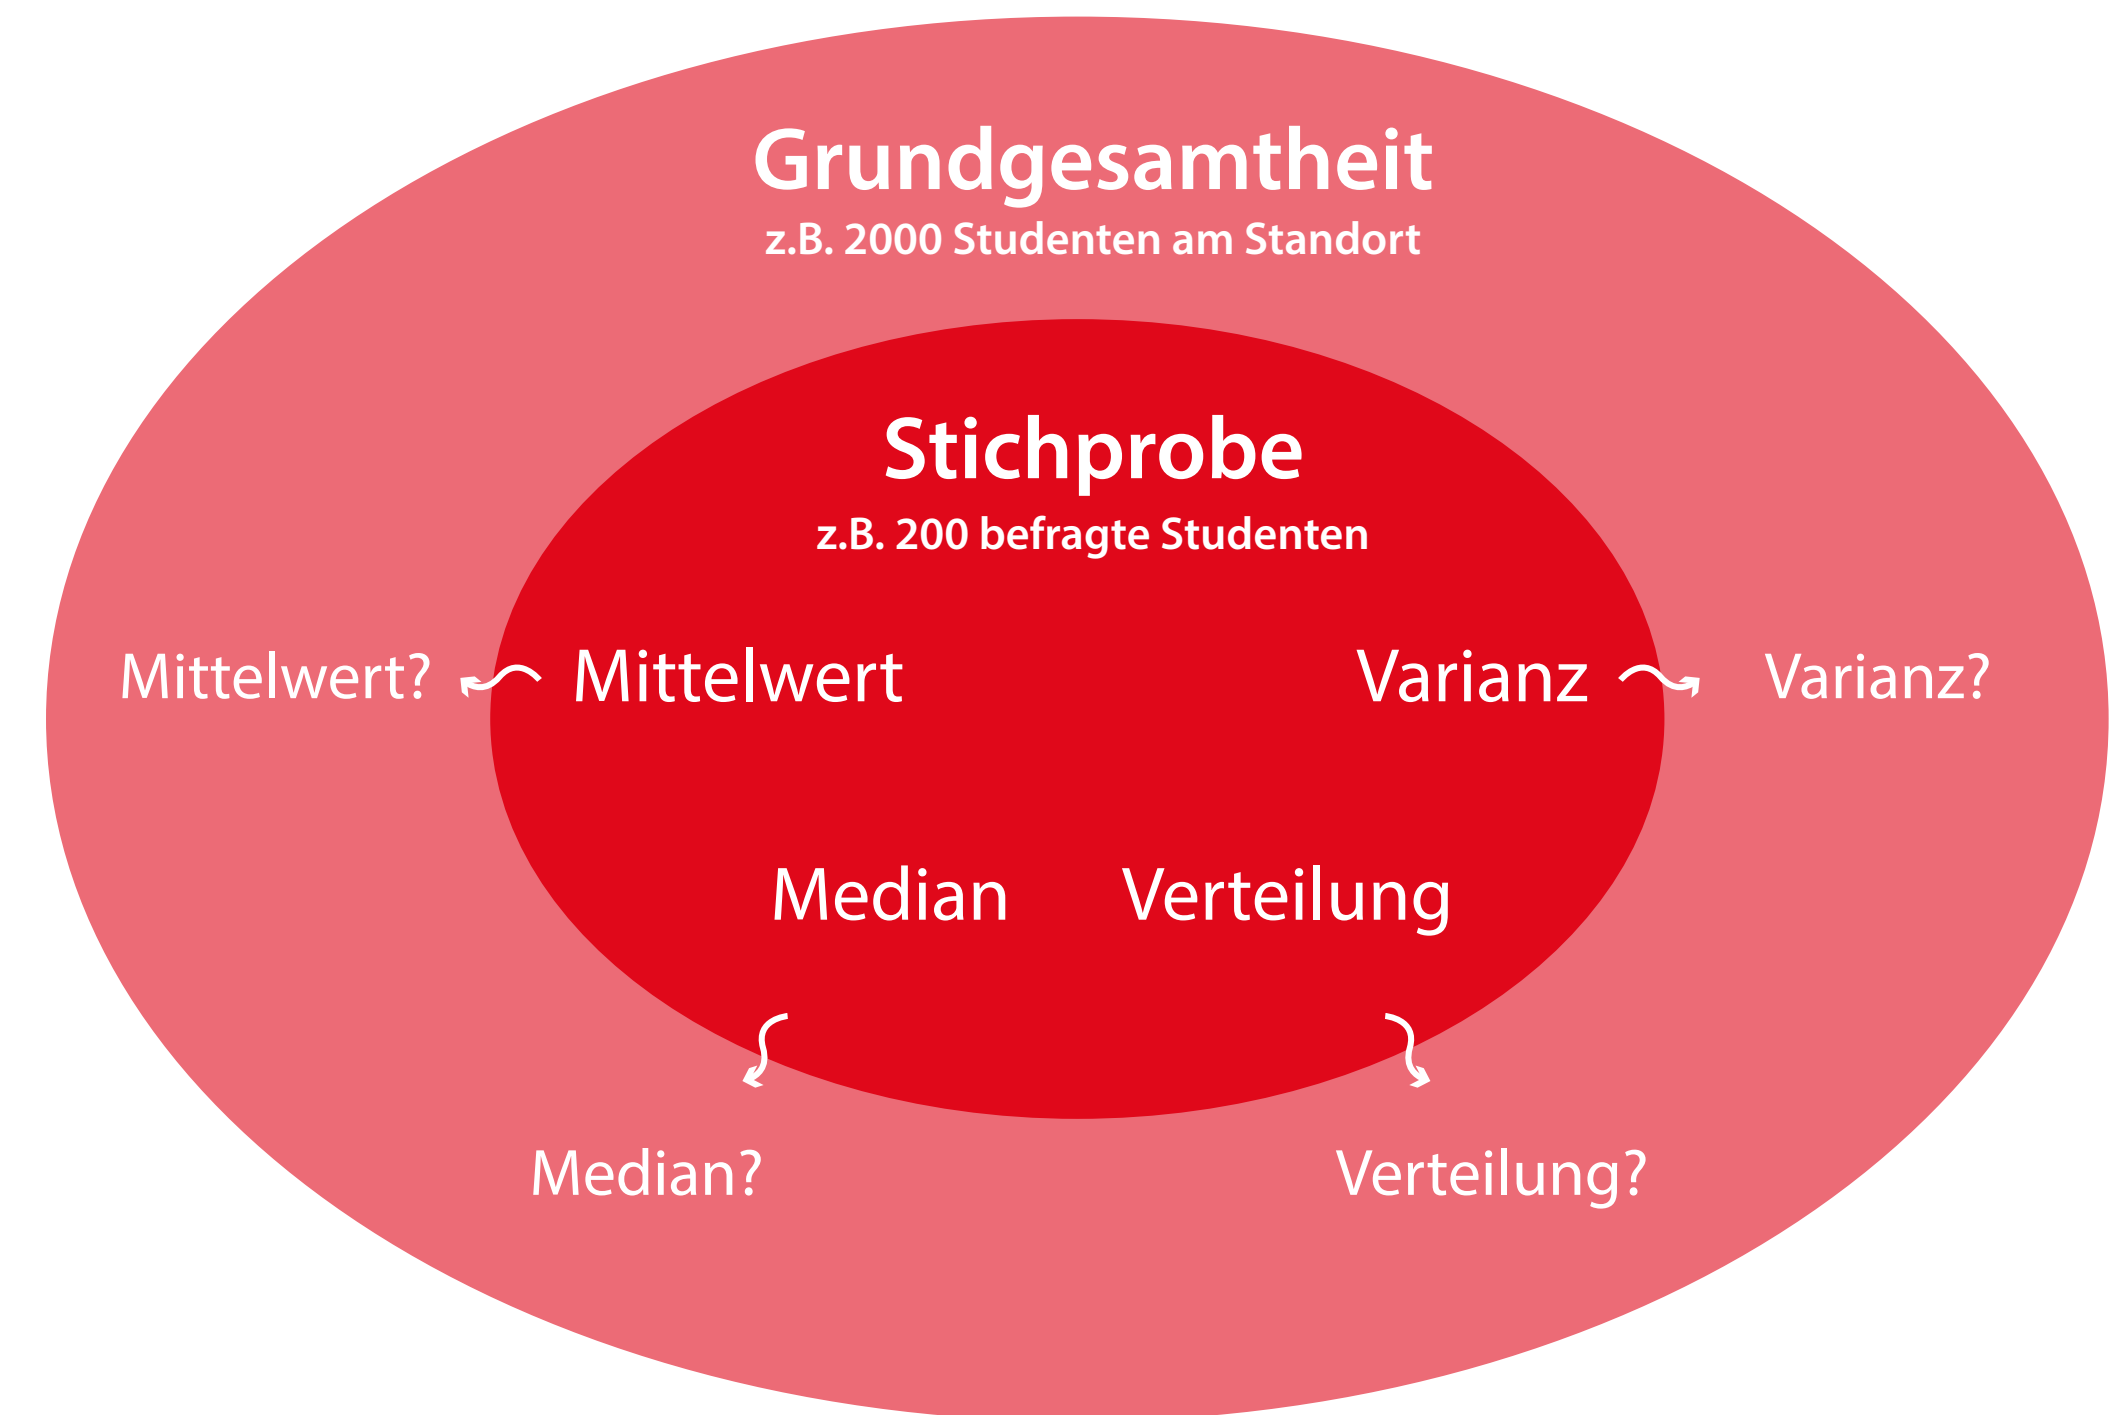 Grundgesamtheit
z.B. 2000 Studenten am Standort
Stichprobe
z.B. 200 befragte Studenten
Mittelwert? Mittelwert Varianz Varianz?
Median Verteilung
Median? Verteilung?